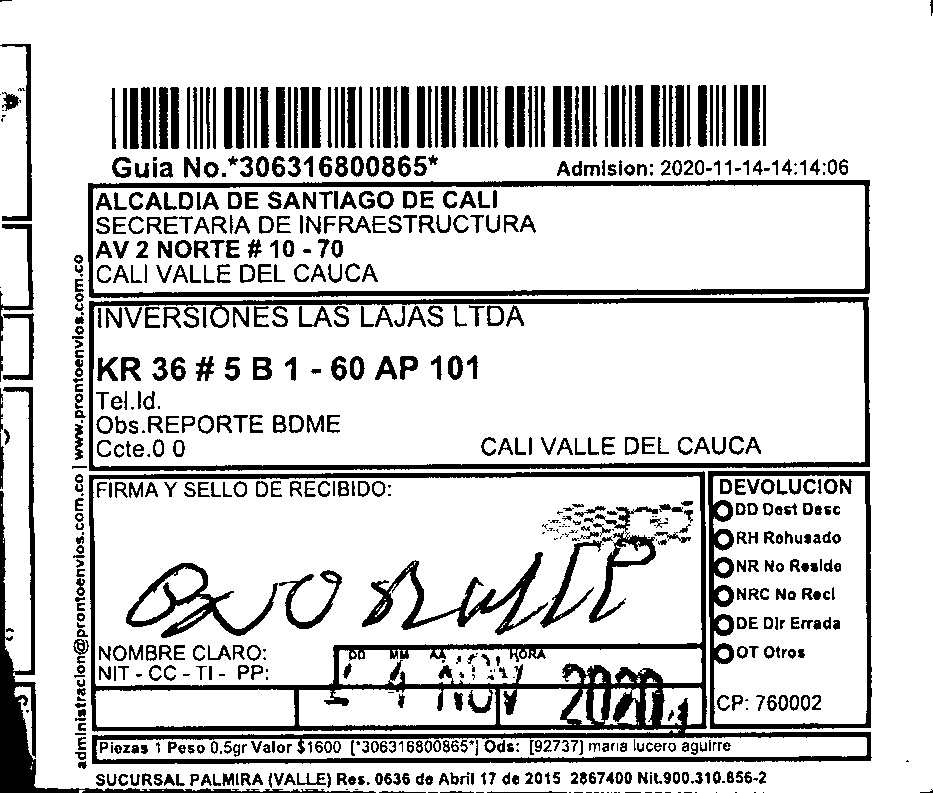 Guia No.*306316800865* Admision: 2020-11-14-14:14:06
ALCALDIA DE SANTIAGO DE CALI
SECRETARIA DE INFRAESTRUCTURA
AV 2 NORTE # 10 - 70
CALI VALLE DEL CAUCA
INVERSIONES LAS LAJAS LTDA
KR 36 # 5 B 1 - 60 AP 101
Tel.Id.
Obs.REPORTE BDME
Ccte.0 0 CALI VALLE DEL CAUCA
administracion@prontoenvios.com.co | www.prontoenvios.com.co
FIRMA Y SELLO DE RECIBIDO:
DEVOLUCION
DD Dest Desc
RH Rehusado
NR No Reside
NRC No Recl
DE Dir Errada
OT Otros
CP: 760002
NOMBRE CLARO:
NIT - CC - TI - PP:
DD MM AA HORA
14 NOV 2020
Piezas 1 Peso 0.5gr Valor $1600 [*306316800865*] Ods: [92737] maria lucero aguirre
SUCURSAL PALMIRA (VALLE) Res. 0636 de Abril 17 de 2015 2867400 Nit.900.310.856-2